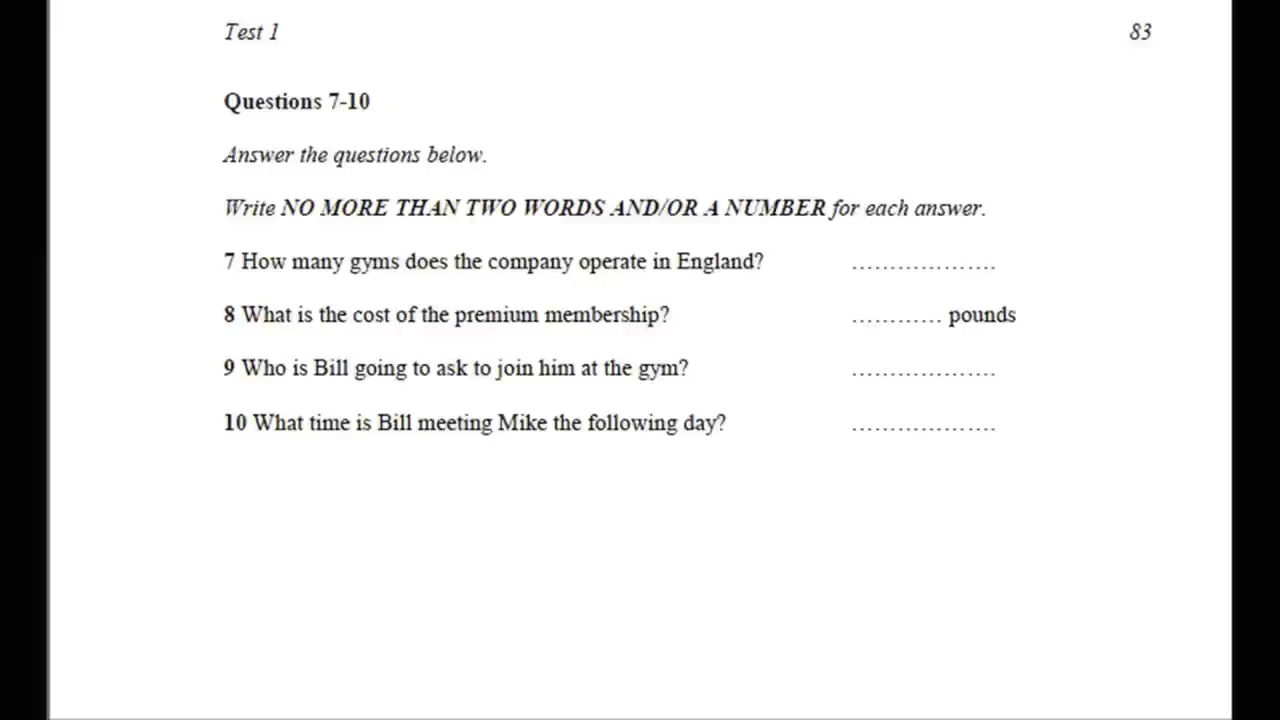 Test 1 83
Questions 7-10
Answer the questions below.
Write NO MORE THAN TWO WORDS AND/OR A NUMBER for each answer.
7 How many gyms does the company operate in England? ...................
8 What is the cost of the premium membership? ............ pounds
9 Who is Bill going to ask to join him at the gym? ...................
10 What time is Bill meeting Mike the following day? ...................